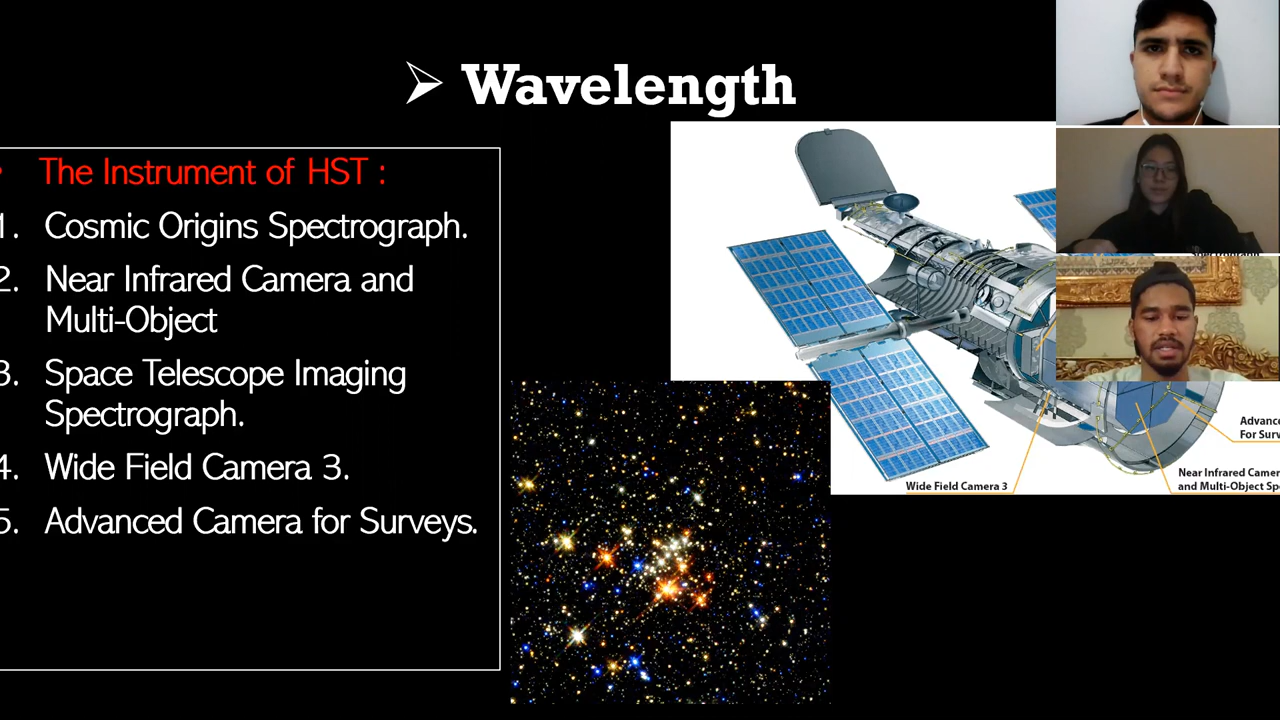 ➢ Wavelength
• The Instrument of HST :
1. Cosmic Origins Spectrograph.
2. Near Infrared Camera and
Multi-Object
3. Space Telescope Imaging
Spectrograph.
4. Wide Field Camera 3.
5. Advanced Camera for Surveys.
Advance
For Surv
Near Infrared Camer
and Multi-Object Spe
Wide Field Camera 3